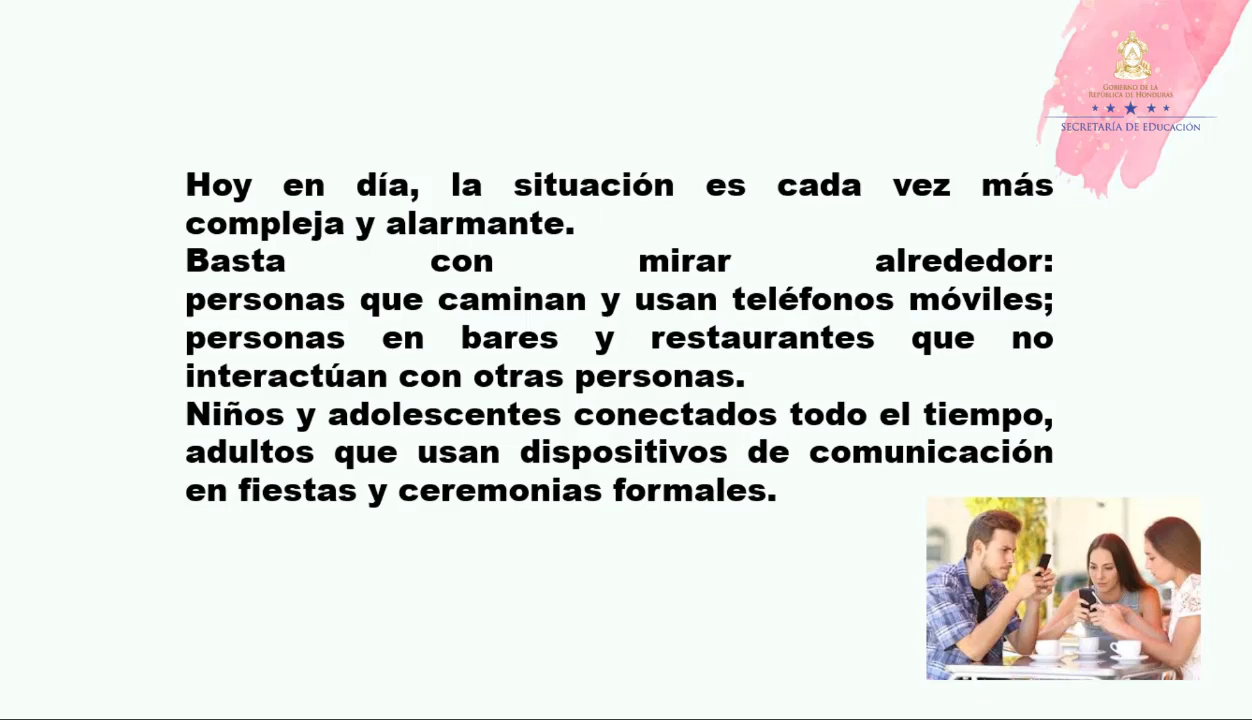 GOBIERNO DE LA
REPÚBLICA DE HONDURAS
SECRETARÍA DE EDUCACIÓN
Hoy en día, la situación es cada vez más
compleja y alarmante.
Basta con mirar alrededor:
personas que caminan y usan teléfonos móviles;
personas en bares y restaurantes que no
interactúan con otras personas.
Niños y adolescentes conectados todo el tiempo,
adultos que usan dispositivos de comunicación
en fiestas y ceremonias formales.